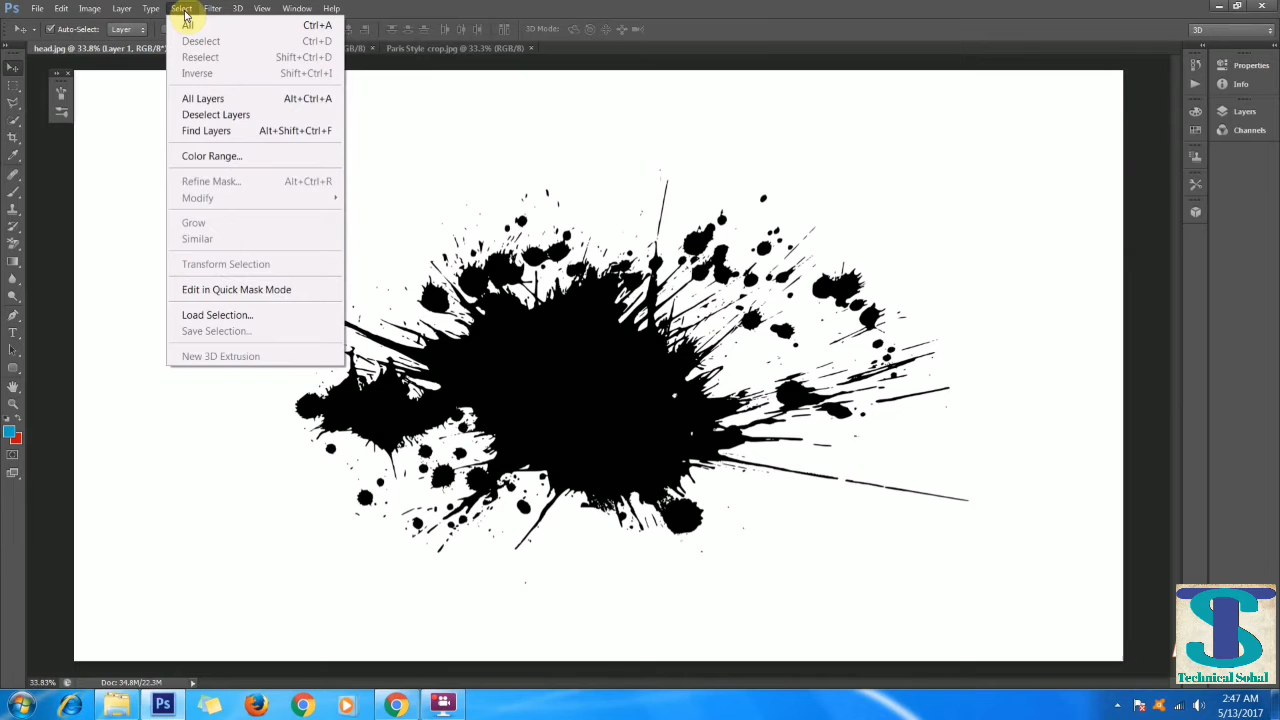 Ps File Edit Image Layer Type Select Filter 3D View Window Help
Auto-Select: Layer 3D Mode: 3D
head.jpg @ 33.8% (Layer 1, RGB/8* RGB/8) × Paris Style crop.jpg @ 33.3% (RGB/8) ×
All Ctrl+A
Deselect Ctrl+D
Reselect Shift+Ctrl+D
Inverse Shift+Ctrl+I
All Layers Alt+Ctrl+A
Deselect Layers
Find Layers Alt+Shift+Ctrl+F
Color Range...
Refine Mask... Alt+Ctrl+R
Modify
Grow
Similar
Transform Selection
Edit in Quick Mask Mode
Load Selection...
Save Selection...
New 3D Extrusion
Properties
Info
Layers
Channels
33.83% Doc: 34.8M/22.3M
TS
Technical Sohal
Ps
2:47 AM
5/13/2017